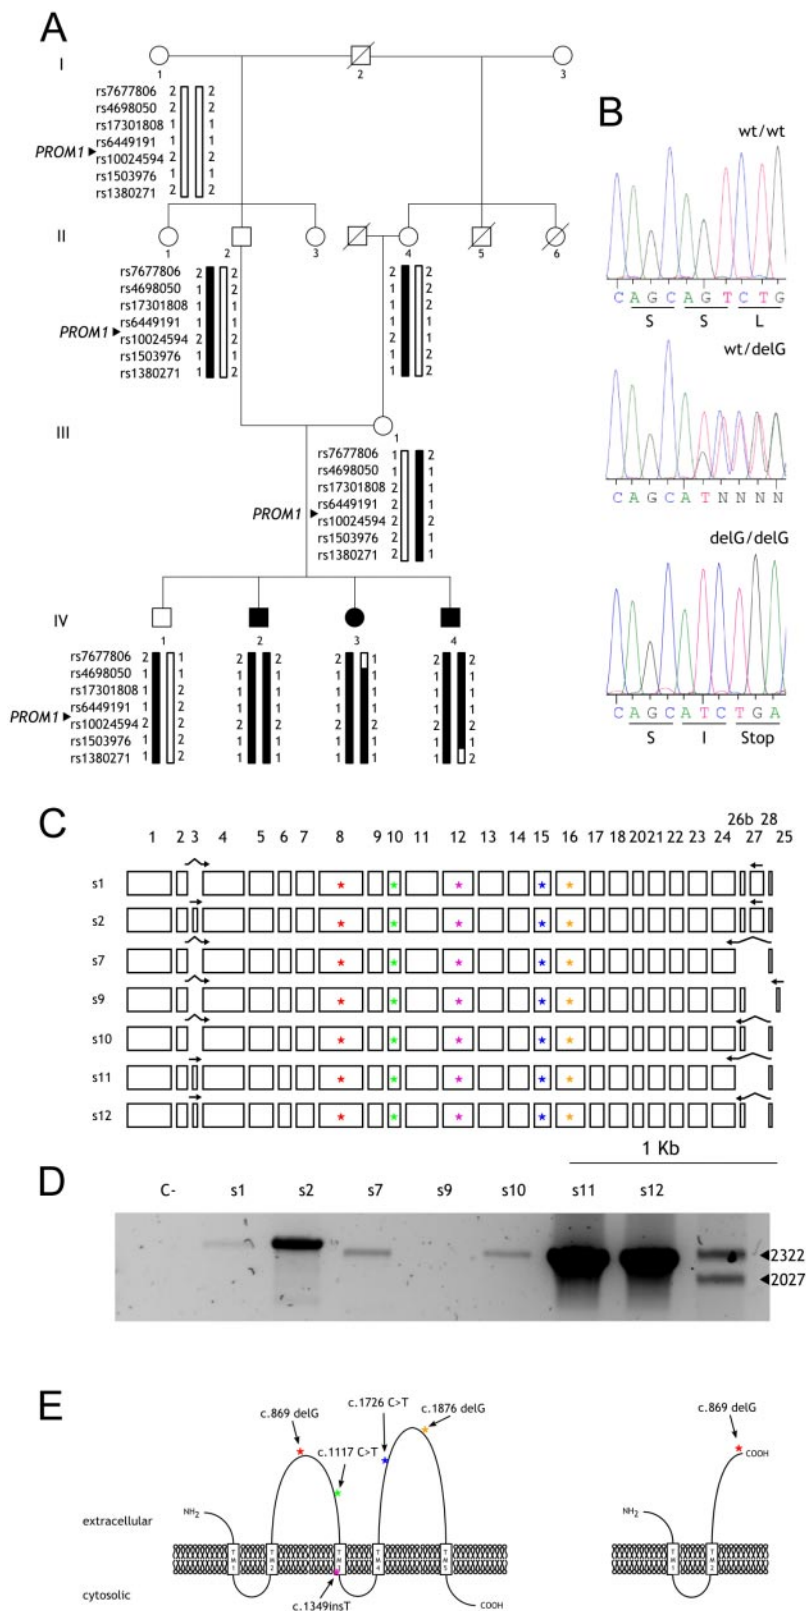 A
I
1 2 3
rs7677806 2 2
rs4698050 2 2
rs17301808 1 1
rs6449191 1 1
PROM1
rs10024594 2 2
rs1503976 1 1
rs1380271 2 2
II
1 2 3 4 5 6
rs7677806 2 2 2 2
rs4698050 1 2 1 2
rs17301808 1 1 1 2
rs6449191 1 1 1 1
PROM1
rs10024594 2 2 2 2
rs1503976 1 1 1 2
rs1380271 1 2 1 2
III
1
rs7677806 1 2
rs4698050 1 1
rs17301808 2 1
rs6449191 1 1
PROM1
rs10024594 2 2
rs1503976 2 1
rs1380271 2 1
IV
1 2 3 4
rs7677806 2 1 2 2 2 1 2 2
rs4698050 1 1 1 1 1 1 1 1
rs17301808 1 2 1 1 1 1 1 1
rs6449191 1 1 1 1 1 1 1 1
PROM1
rs10024594 2 2 2 2 2 2 2 2
rs1503976 1 2 1 1 1 1 1 1
rs1380271 1 2 1 1 1 1 1 2
B
wt/wt
C A G C A G T C T G
S S L
wt/delG
C A G C A T N N N N
delG/delG
C A G C A T C T G A
S I Stop
C
26b 28
1 2 3 4 5 6 7 8 9 10 11 12 13 14 15 16 17 18 20 21 22 23 24 27 25
s1
s2
s7
s9
s10
s11
s12
D
1 Kb
C- s1 s2 s7 s9 s10 s11 s12
2322
2027
E
c.1726 C>T
c.869 delG
c.1876 delG
c.1117 C>T
NH2
extracellular
TM1 TM2 TM3 TM4 TM5
cytosolic
c.1349insT
COOH
c.869 delG
COOH
NH2
TM1 TM2